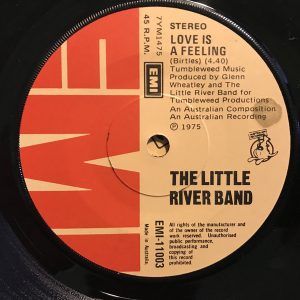 EMI
45 R.P.M.
7YM1475
STEREO
LOVE IS
A FEELING
(Birtles) (4.40)
Tumbleweed Music
Produced by Glenn
Wheatley and The
Little River Band for
Tumbleweed Productions
An Australian Composition
An Australian Recording
℗ 1975
EMI
THE LITTLE
RIVER BAND
EMI-11003
Made in Australia.
All rights of the manufacturer and
of the owner of the record
work reserved. Unauthorised
public performance,
broadcasting and
copying of
this record
prohibited.